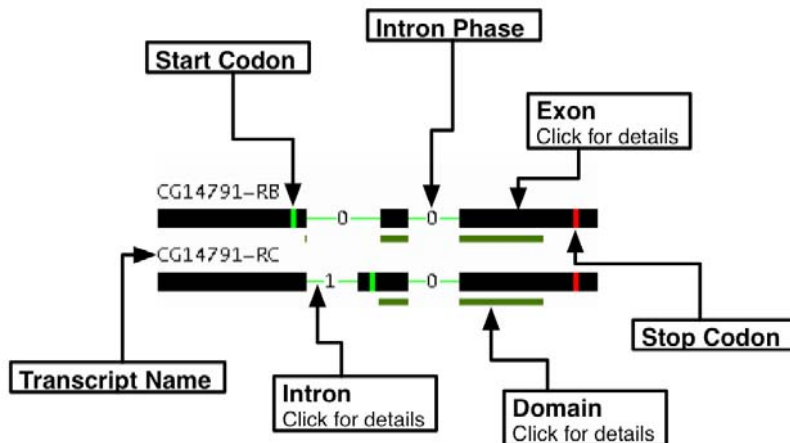 Intron Phase
Start Codon
Exon
Click for details
CG14791-RB
0
0
CG14791-RC
1
0
Stop Codon
Transcript Name
Intron
Click for details
Domain
Click for details